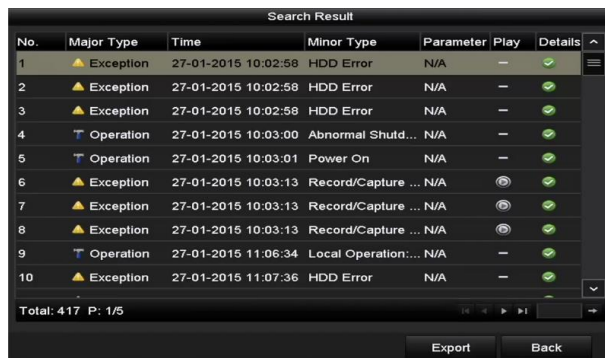 Search Result
No. Major Type Time Minor Type Parameter Play Details
1 Exception 27-01-2015 10:02:58 HDD Error N/A —
2 Exception 27-01-2015 10:02:58 HDD Error N/A —
3 Exception 27-01-2015 10:02:58 HDD Error N/A —
4 Operation 27-01-2015 10:03:00 Abnormal Shutd... N/A —
5 Operation 27-01-2015 10:03:01 Power On N/A —
6 Exception 27-01-2015 10:03:13 Record/Capture ... N/A
7 Exception 27-01-2015 10:03:13 Record/Capture ... N/A
8 Exception 27-01-2015 10:03:13 Record/Capture ... N/A
9 Operation 27-01-2015 11:06:34 Local Operation:... N/A —
10 Exception 27-01-2015 11:07:36 HDD Error N/A —
Total: 417 P: 1/5
Export Back